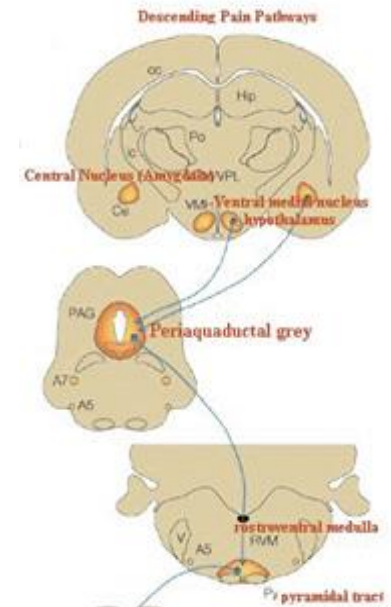 Descending Pain Pathways
cc
Hip
Po
ic
Central Nucleus (Amygdala)
VPL
Ce
VMH
Ventral medial nucleus
hypothalamus
PAG
Periaquaductal grey
A7
A5
rostroventral medulla
V
A5
RVM
pyramidal tract